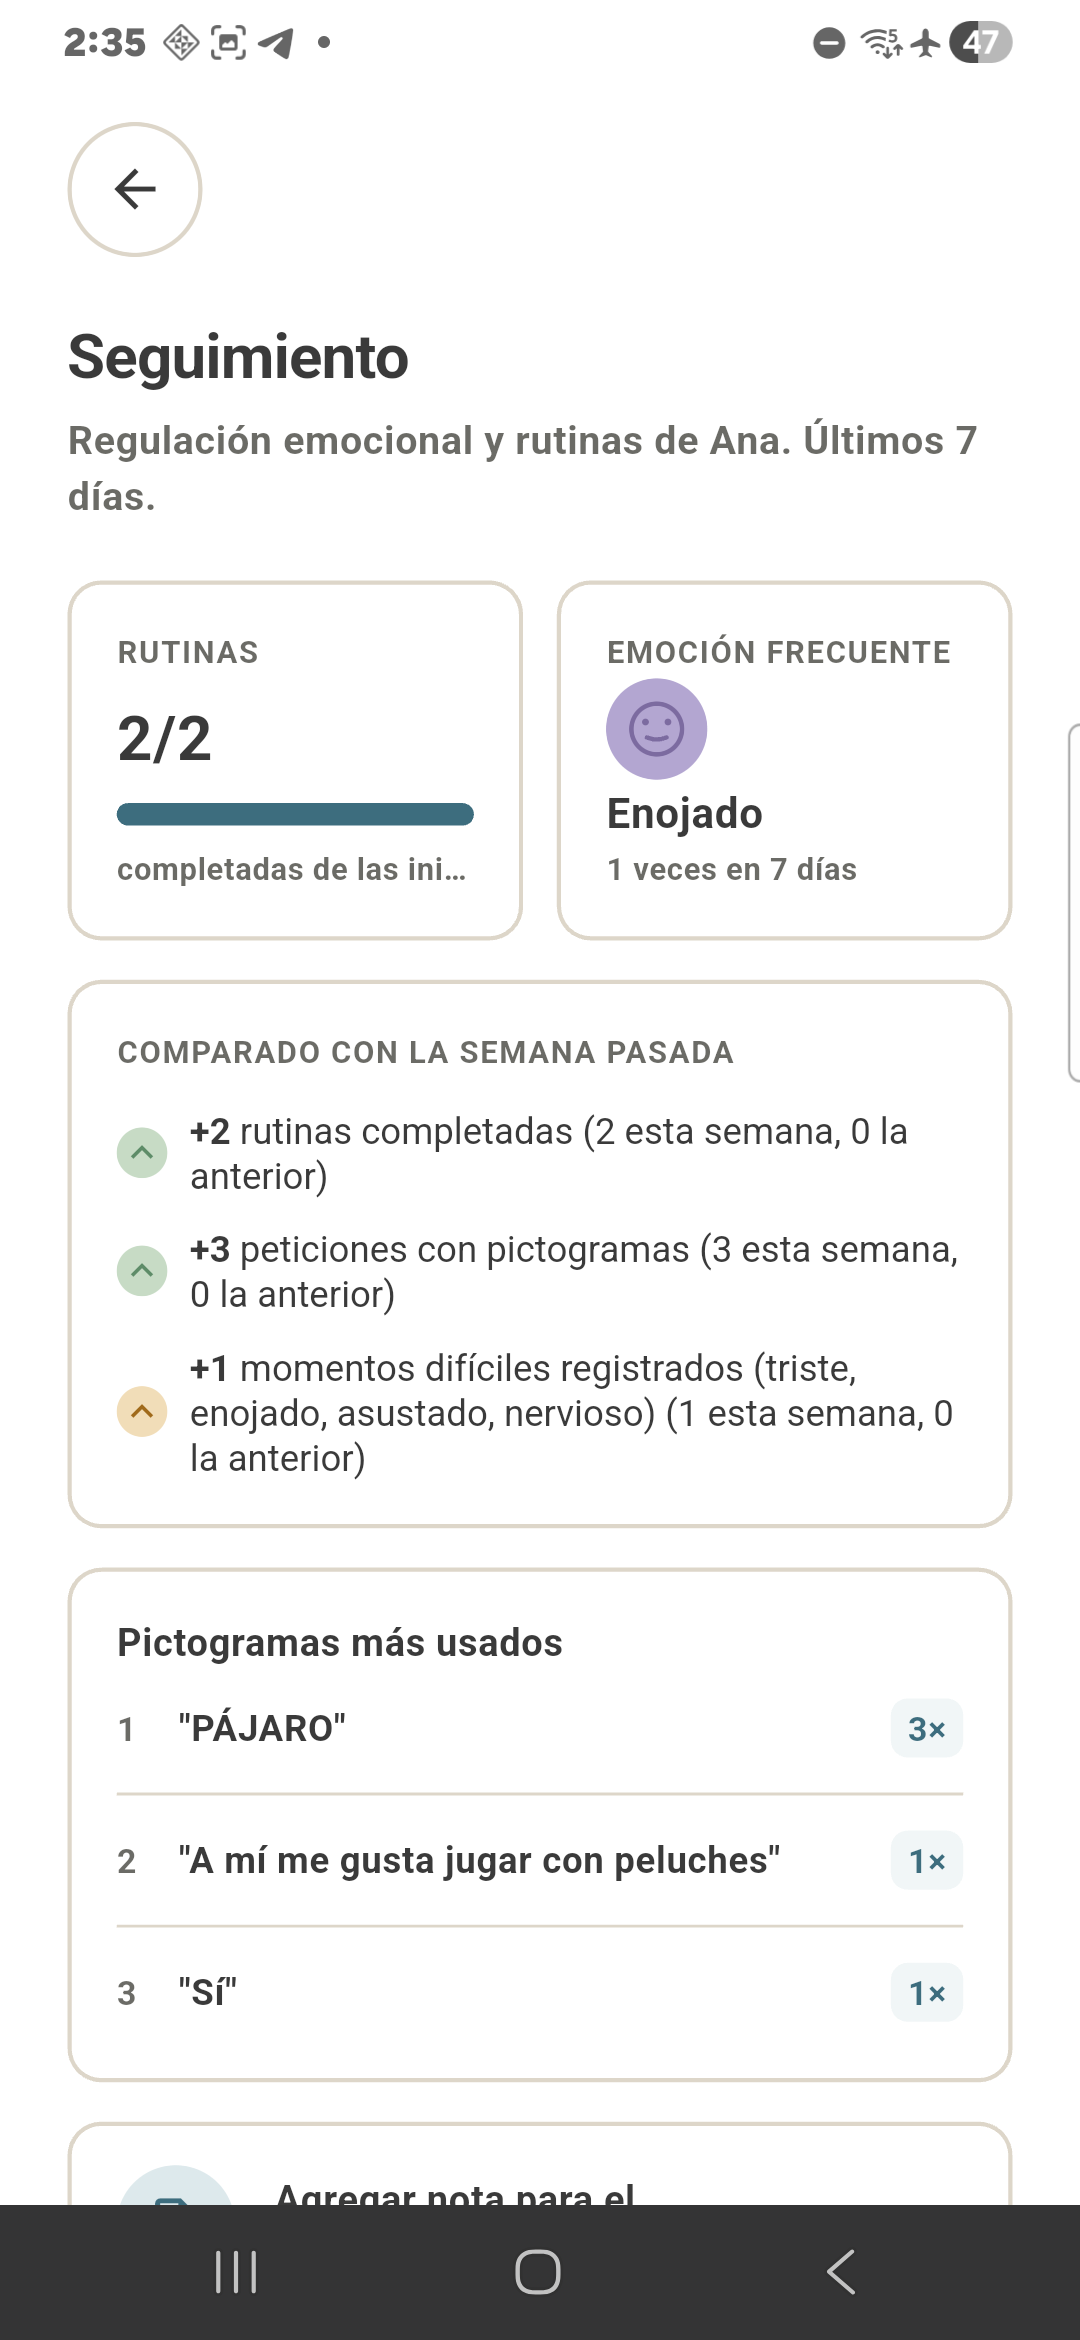 2:35
5
47
Seguimiento
Regulación emocional y rutinas de Ana. Últimos 7
días.
RUTINAS
2/2
completadas de las ini...
EMOCIÓN FRECUENTE
Enojado
1 veces en 7 días
COMPARADO CON LA SEMANA PASADA
+2 rutinas completadas (2 esta semana, 0 la
anterior)
+3 peticiones con pictogramas (3 esta semana,
0 la anterior)
+1 momentos difíciles registrados (triste,
enojado, asustado, nervioso) (1 esta semana, 0
la anterior)
Pictogramas más usados
1 "PÁJARO" 3×
2 "A mí me gusta jugar con peluches" 1×
3 "Sí" 1×
Agregar nota para el